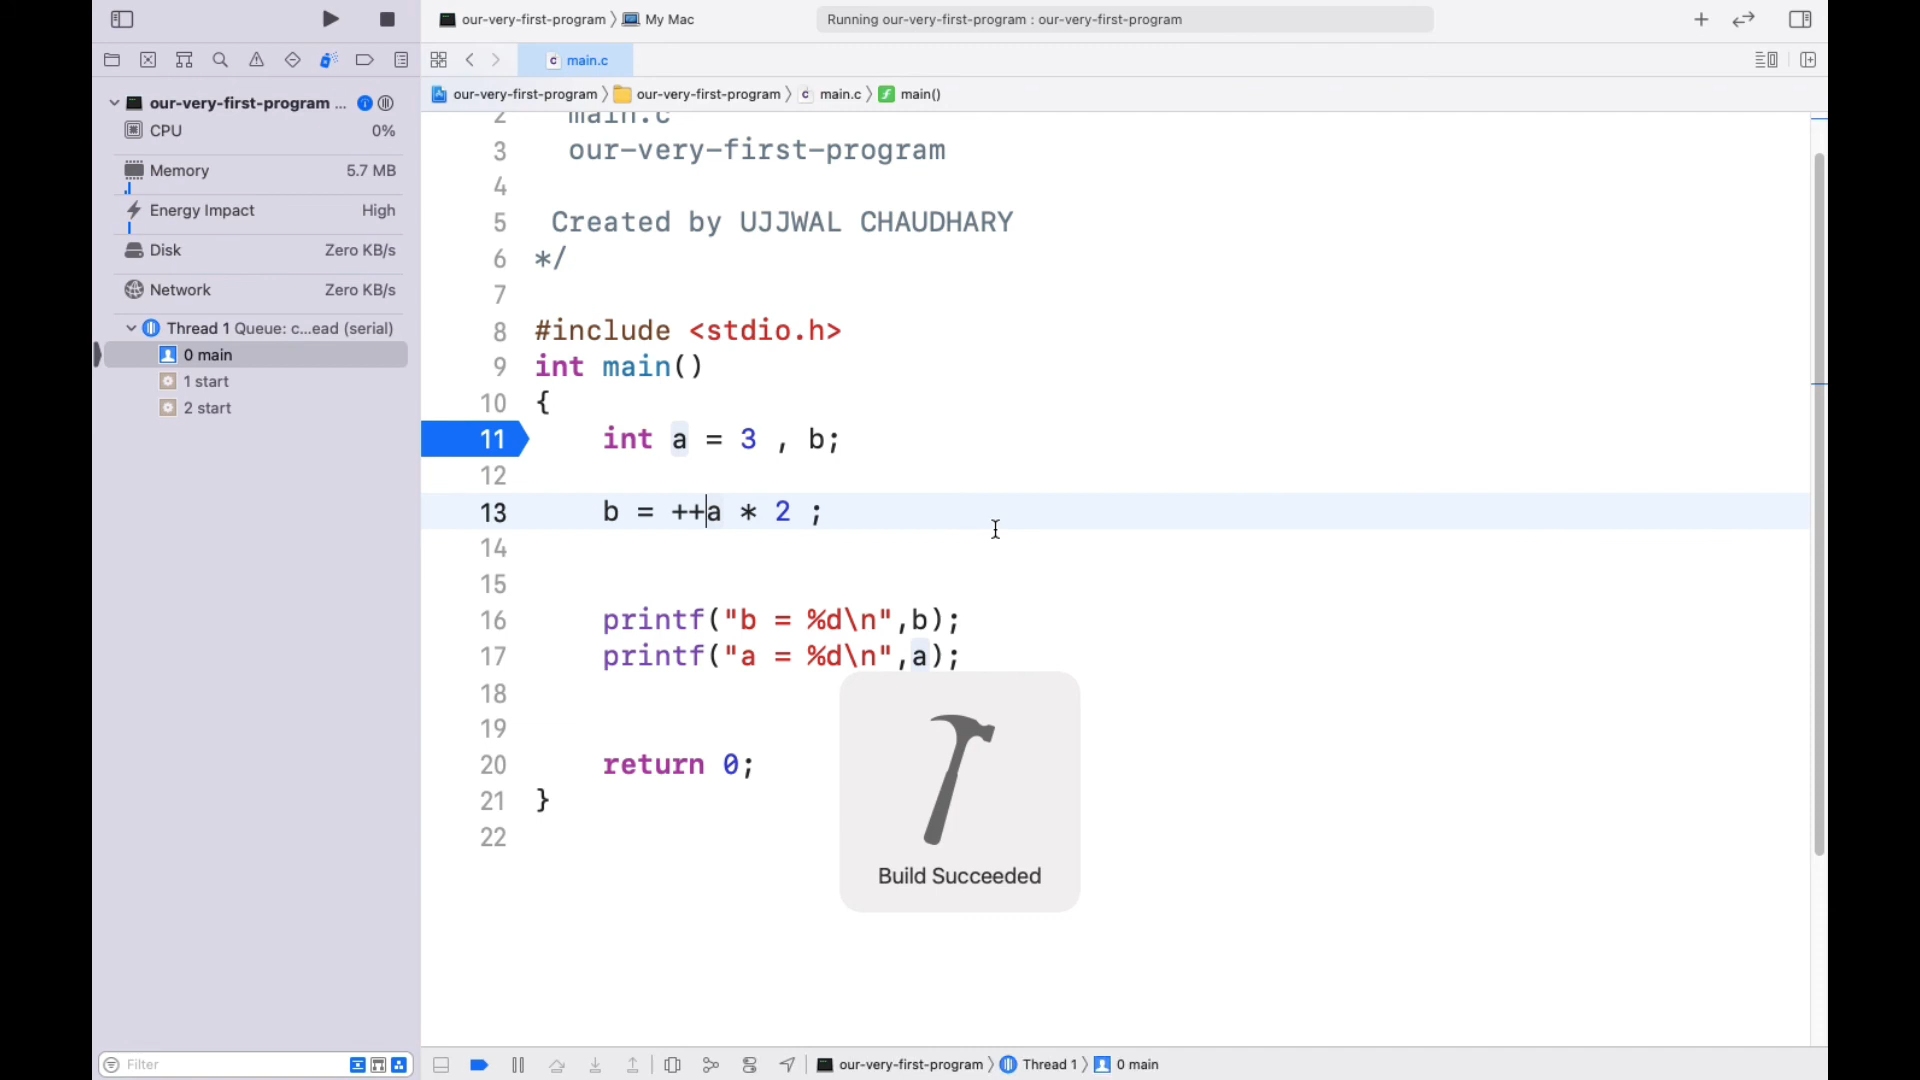 our-very-first-program 〉 My Mac
Running our-very-first-program : our-very-first-program
main.c
our-very-first-program 〉 our-very-first-program 〉 main.c 〉 main()
our-very-first-program ...
CPU 0%
Memory 5.7 MB
Energy Impact High
Disk Zero KB/s
Network Zero KB/s
Thread 1 Queue: c...ead (serial)
0 main
1 start
2 start
2 main.c
3 our-very-first-program
4
5 Created by UJJWAL CHAUDHARY
6 */
7
8 #include <stdio.h>
9 int main()
10 {
11 int a = 3 , b;
12
13 b = ++a * 2 ;
14
15
16 printf("b = %d\n",b);
17 printf("a = %d\n",a);
18
19
20 return 0;
21 }
22
Build Succeeded
Filter
our-very-first-program 〉 Thread 1 〉 0 main